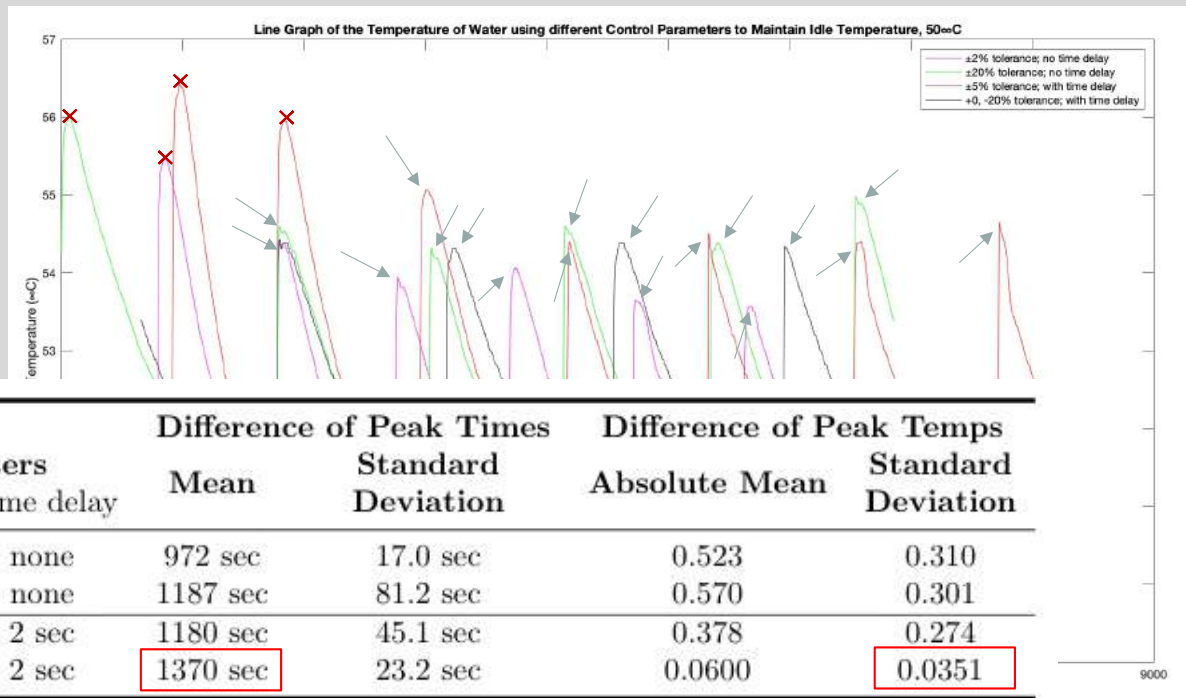 Line Graph of the Temperature of Water using different Control Parameters to Maintain Idle Temperature, 50∞C
57
56
55
54
53
emperature (∞C)
±2% tolerance; no time delay
±20% tolerance; no time delay
±5% tolerance; with time delay
+0, -20% tolerance; with time delay
9000
Difference of Peak Times Difference of Peak Temps
ters Mean Standard Deviation Absolute Mean Standard Deviation
me delay
none 972 sec 17.0 sec 0.523 0.310
none 1187 sec 81.2 sec 0.570 0.301
2 sec 1180 sec 45.1 sec 0.378 0.274
2 sec 1370 sec 23.2 sec 0.0600 0.0351